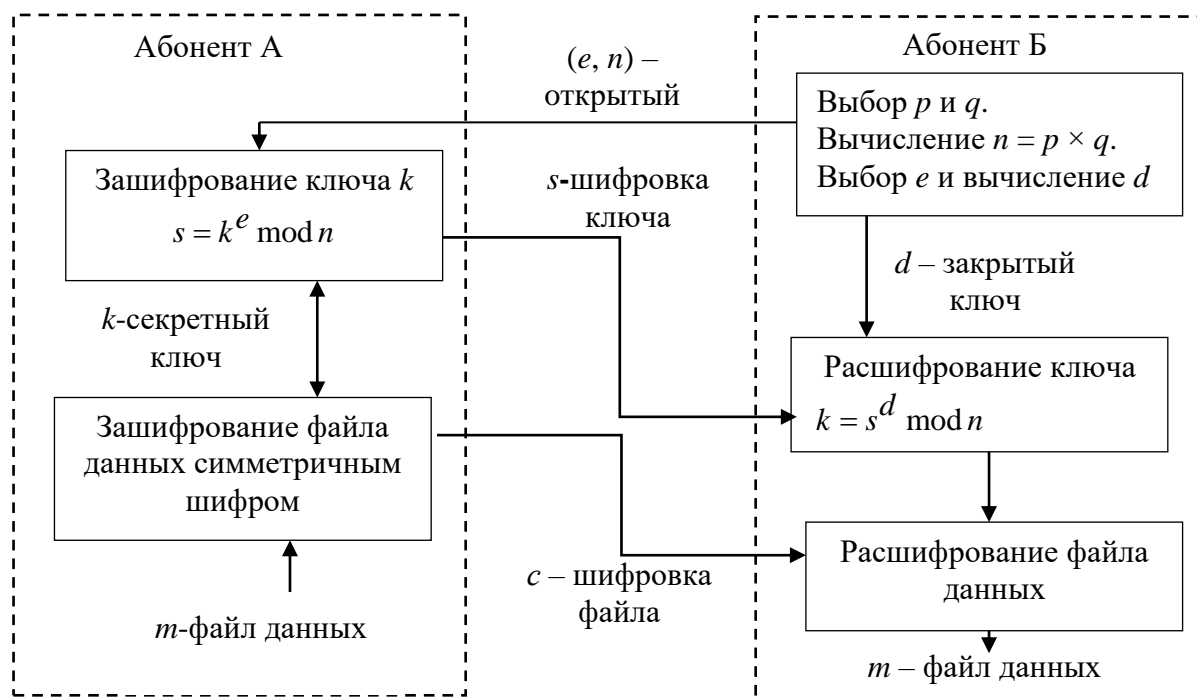 Абонент А
Абонент Б
(e, n) –
открытый
Выбор p и q.
Вычисление n = p × q.
Выбор e и вычисление d
Зашифрование ключа k
s = k^e mod n
s-шифровка
ключа
d – закрытый
ключ
k-секретный
ключ
Расшифрование ключа
k = s^d mod n
Зашифрование файла
данных симметричным
шифром
Расшифрование файла
данных
c – шифровка
файла
m-файл данных
m – файл данных